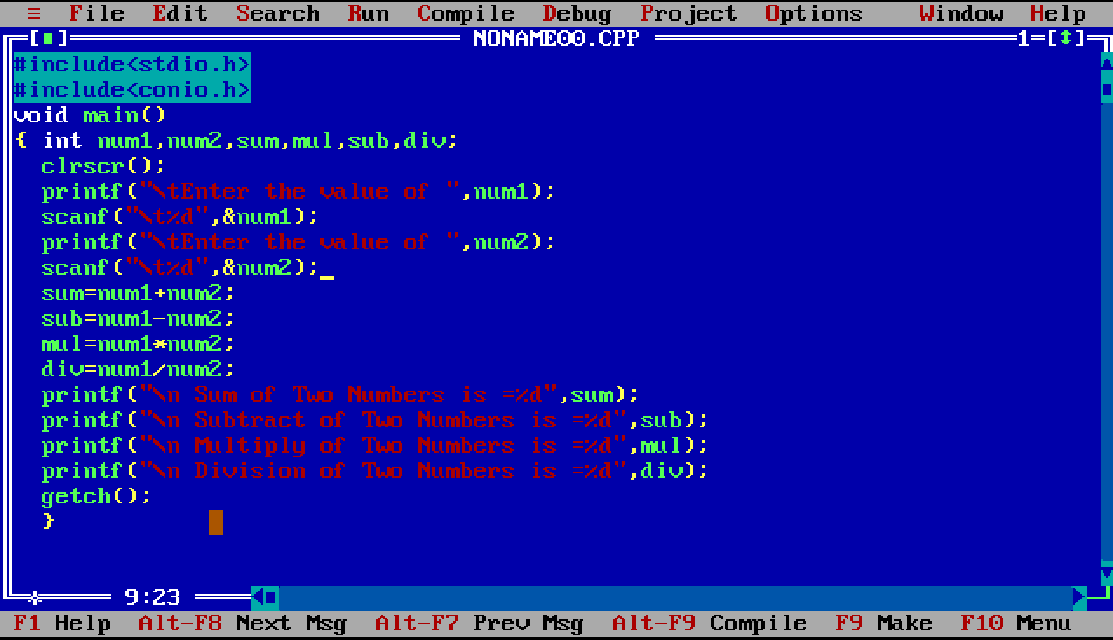 ≡ File Edit Search Run Compile Debug Project Options Window Help
[■] NONAME00.CPP 1=[↕]
#include<stdio.h>
#include<conio.h>
void main()
{ int num1,num2,sum,mul,sub,div;
clrscr();
printf("\tEnter the value of ",num1);
scanf("\t%d",&num1);
printf("\tEnter the value of ",num2);
scanf("\t%d",&num2);_
sum=num1+num2;
sub=num1-num2;
mul=num1*num2;
div=num1/num2;
printf("\n Sum of Two Numbers is =%d",sum);
printf("\n Subtract of Two Numbers is =%d",sub);
printf("\n Multiply of Two Numbers is =%d",mul);
printf("\n Division of Two Numbers is =%d",div);
getch();
}
9:23
F1 Help Alt-F8 Next Msg Alt-F7 Prev Msg Alt-F9 Compile F9 Make F10 Menu